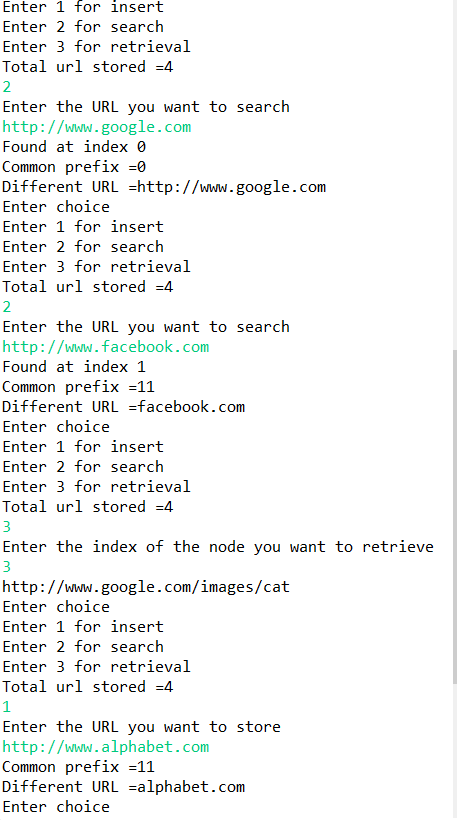 Enter 1 for insert
Enter 2 for search
Enter 3 for retrieval
Total url stored =4
2
Enter the URL you want to search
http://www.google.com
Found at index 0
Common prefix =0
Different URL =http://www.google.com
Enter choice
Enter 1 for insert
Enter 2 for search
Enter 3 for retrieval
Total url stored =4
2
Enter the URL you want to search
http://www.facebook.com
Found at index 1
Common prefix =11
Different URL =facebook.com
Enter choice
Enter 1 for insert
Enter 2 for search
Enter 3 for retrieval
Total url stored =4
3
Enter the index of the node you want to retrieve
3
http://www.google.com/images/cat
Enter choice
Enter 1 for insert
Enter 2 for search
Enter 3 for retrieval
Total url stored =4
1
Enter the URL you want to store
http://www.alphabet.com
Common prefix =11
Different URL =alphabet.com
Enter choice